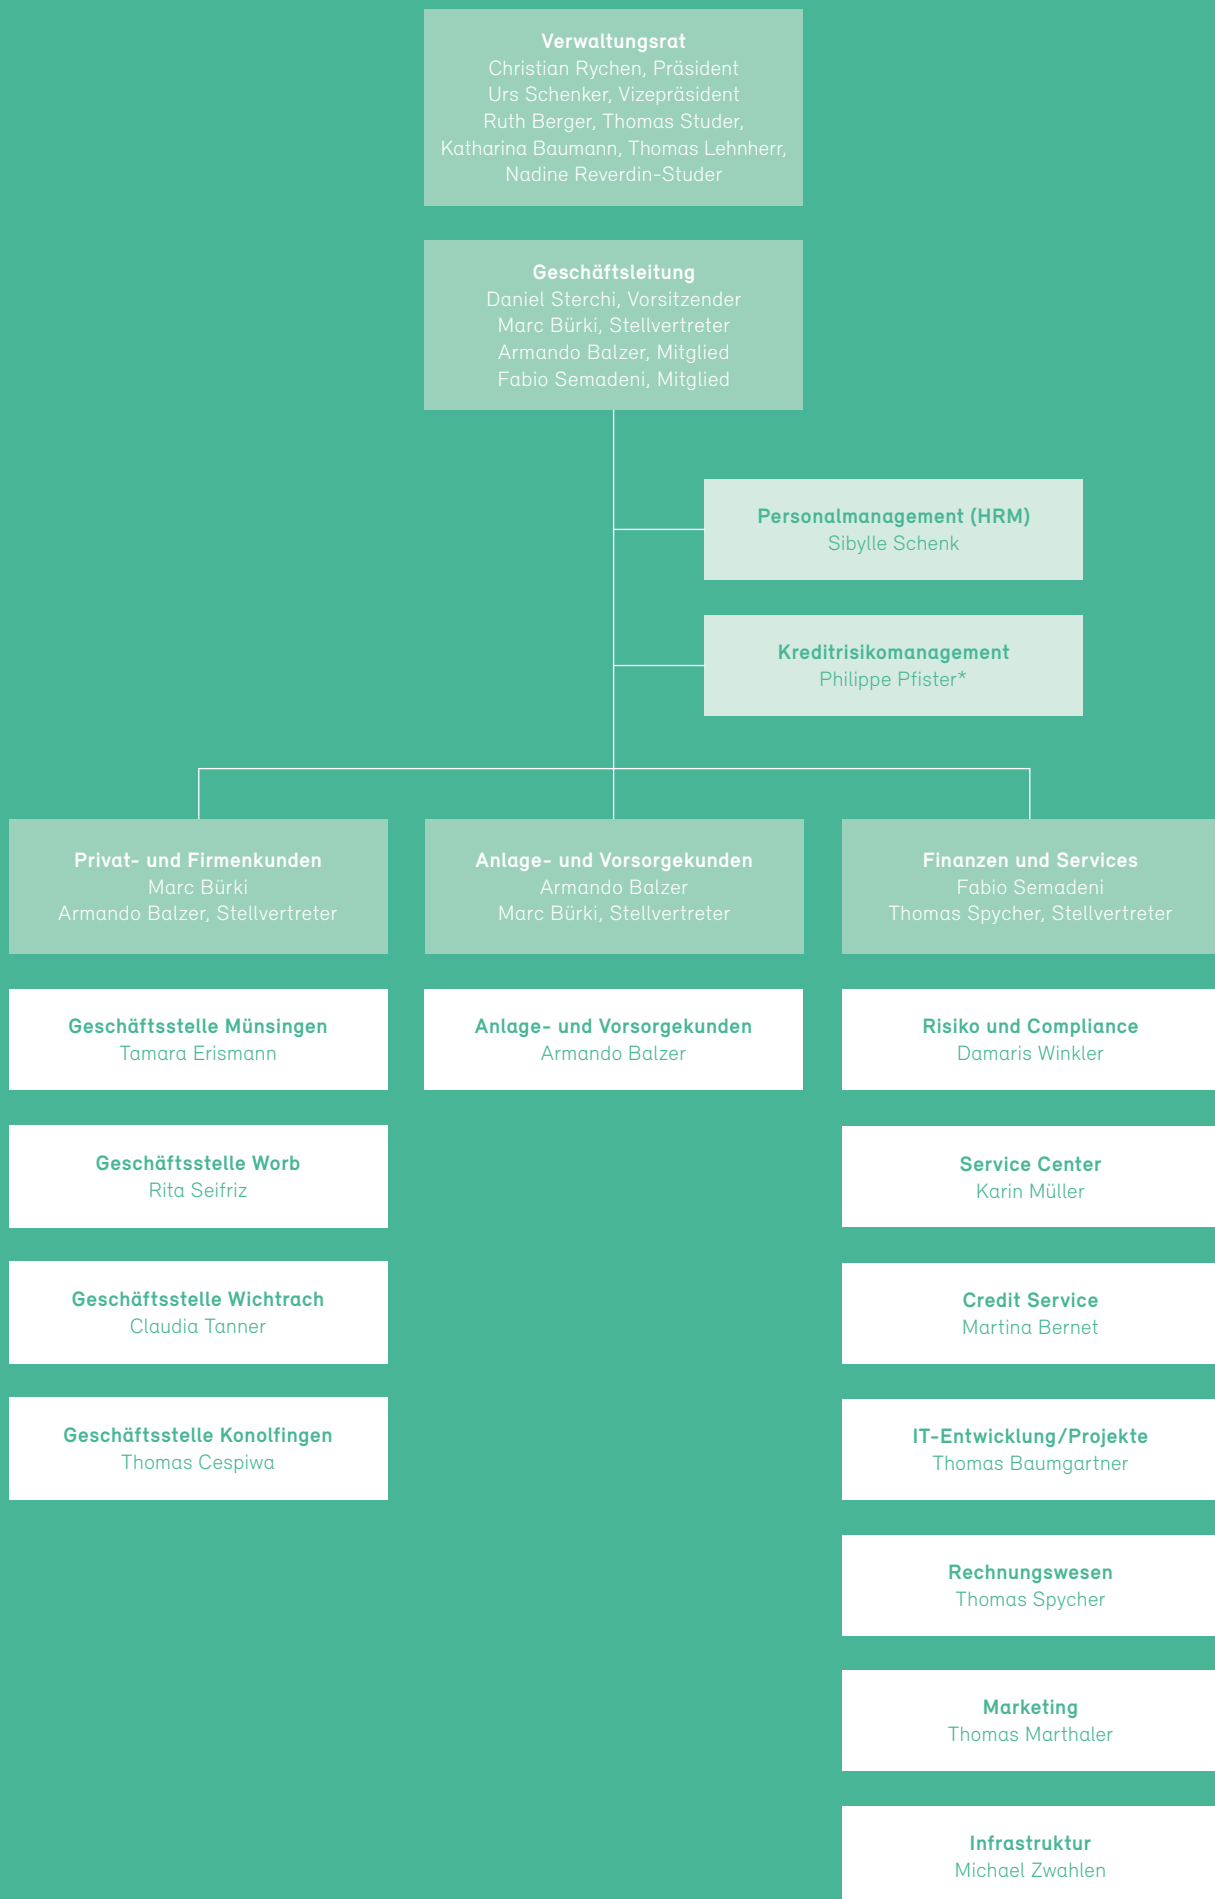 Verwaltungsrat
Christian Rychen, Präsident
Urs Schenker, Vizepräsident
Ruth Berger, Thomas Studer,
Katharina Baumann, Thomas Lehnherr,
Nadine Reverdin-Studer
Geschäftsleitung
Daniel Sterchi, Vorsitzender
Marc Bürki, Stellvertreter
Armando Balzer, Mitglied
Fabio Semadeni, Mitglied
Personalmanagement (HRM)
Sibylle Schenk
Kreditrisikomanagement
Philippe Pfister*
Privat- und Firmenkunden
Marc Bürki
Armando Balzer, Stellvertreter
Geschäftsstelle Münsingen
Tamara Erismann
Geschäftsstelle Worb
Rita Seifriz
Geschäftsstelle Wichtrach
Claudia Tanner
Geschäftsstelle Konolfingen
Thomas Cespiwa
Anlage- und Vorsorgekunden
Armando Balzer
Marc Bürki, Stellvertreter
Anlage- und Vorsorgekunden
Armando Balzer
Finanzen und Services
Fabio Semadeni
Thomas Spycher, Stellvertreter
Risiko und Compliance
Damaris Winkler
Service Center
Karin Müller
Credit Service
Martina Bernet
IT-Entwicklung/Projekte
Thomas Baumgartner
Rechnungswesen
Thomas Spycher
Marketing
Thomas Marthaler
Infrastruktur
Michael Zwahlen